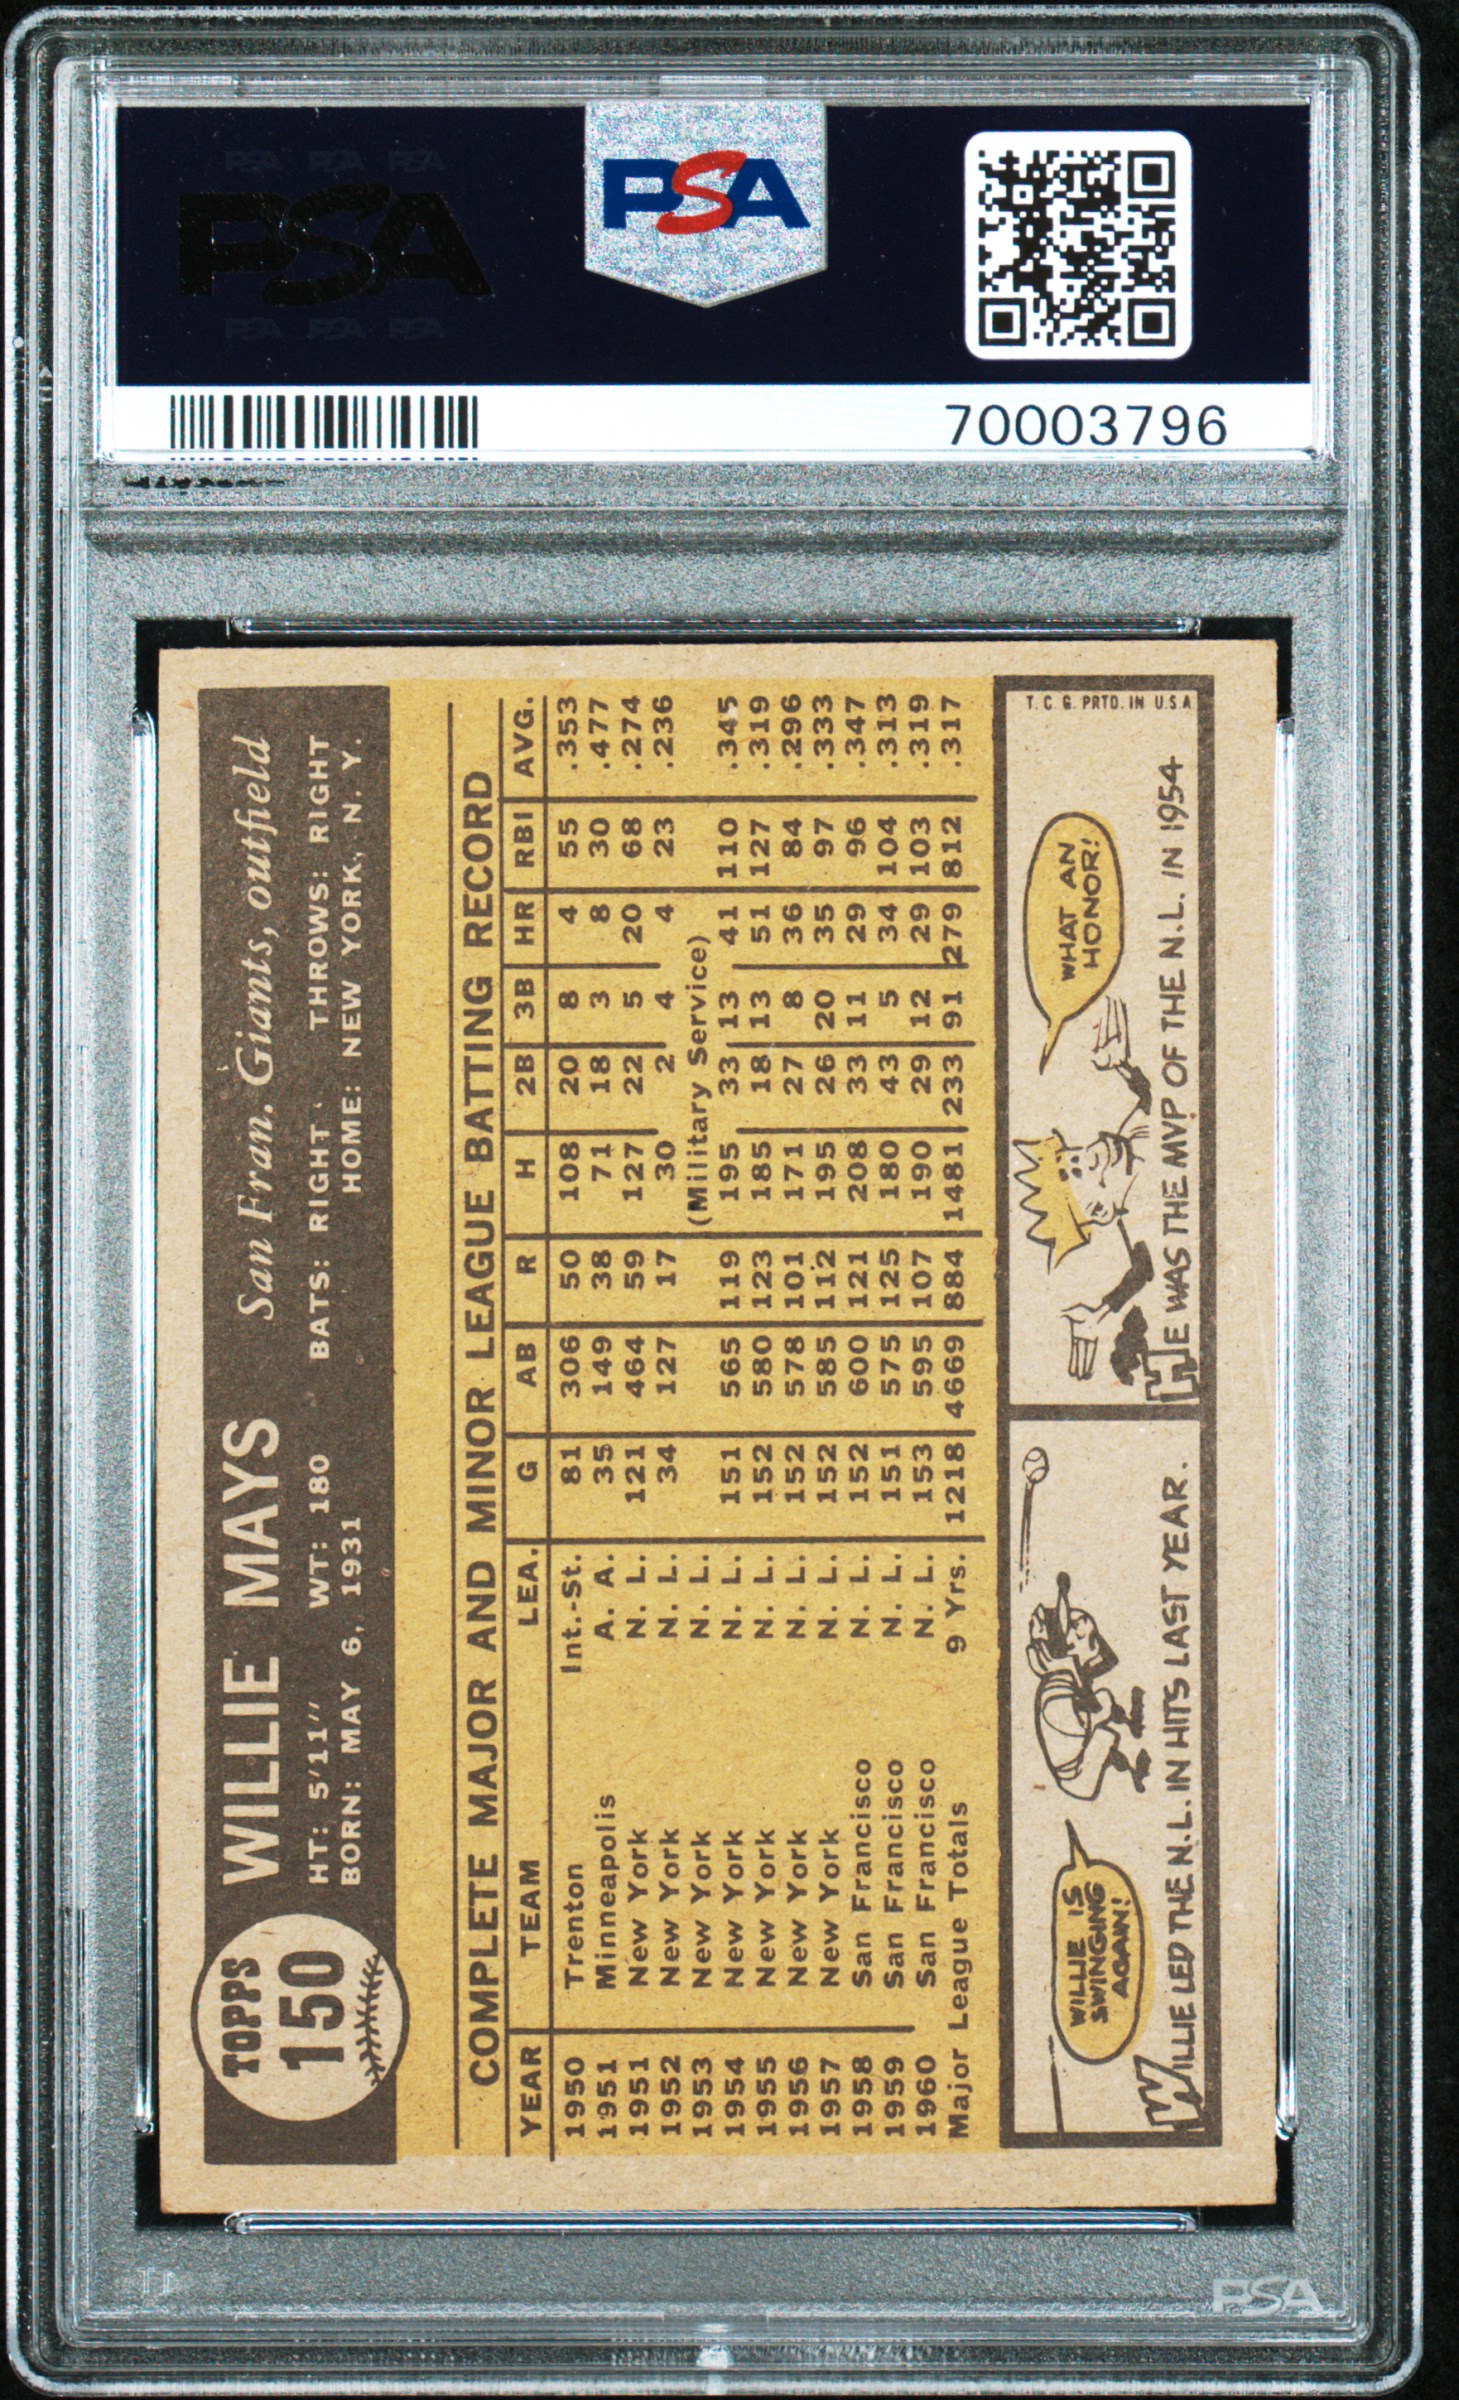 PSA PSA PSA
PSA
PSA PSA PSA
PSA
70003796
TOPPS
150
WILLIE MAYS San Fran. Giants, outfield
HT: 5'11" WT: 180 BATS: RIGHT THROWS: RIGHT
BORN: MAY 6, 1931 HOME: NEW YORK, N. Y.
COMPLETE MAJOR AND MINOR LEAGUE BATTING RECORD
YEAR TEAM LEA. G AB R H 2B 3B HR RBI AVG.
1950 Trenton Int.-St. 81 306 50 108 20 8 4 55 .353
1951 Minneapolis A. A. 35 149 38 71 18 3 8 30 .477
1951 New York N. L. 121 464 59 127 22 5 20 68 .274
1952 New York N. L. 34 127 17 30 2 4 4 23 .236
1953 New York N. L. (Military Service)
1954 New York N. L. 151 565 119 195 33 13 41 110 .345
1955 New York N. L. 152 580 123 185 18 13 51 127 .319
1956 New York N. L. 152 578 101 171 27 8 36 84 .296
1957 New York N. L. 152 585 112 195 26 20 35 97 .333
1958 San Francisco N. L. 152 600 121 208 33 11 29 96 .347
1959 San Francisco N. L. 151 575 125 180 43 5 34 104 .313
1960 San Francisco N. L. 153 595 107 190 29 12 29 103 .319
Major League Totals 9 Yrs. 1218 4669 884 1481 233 91 279 812 .317
WILLIE IS
SWINGING
AGAIN!
WILLIE LED THE N.L. IN HITS LAST YEAR.
WHAT AN
HONOR!
HE WAS THE MVP OF THE N.L. IN 1954
T. C. G. PRTD. IN U.S.A
PSA